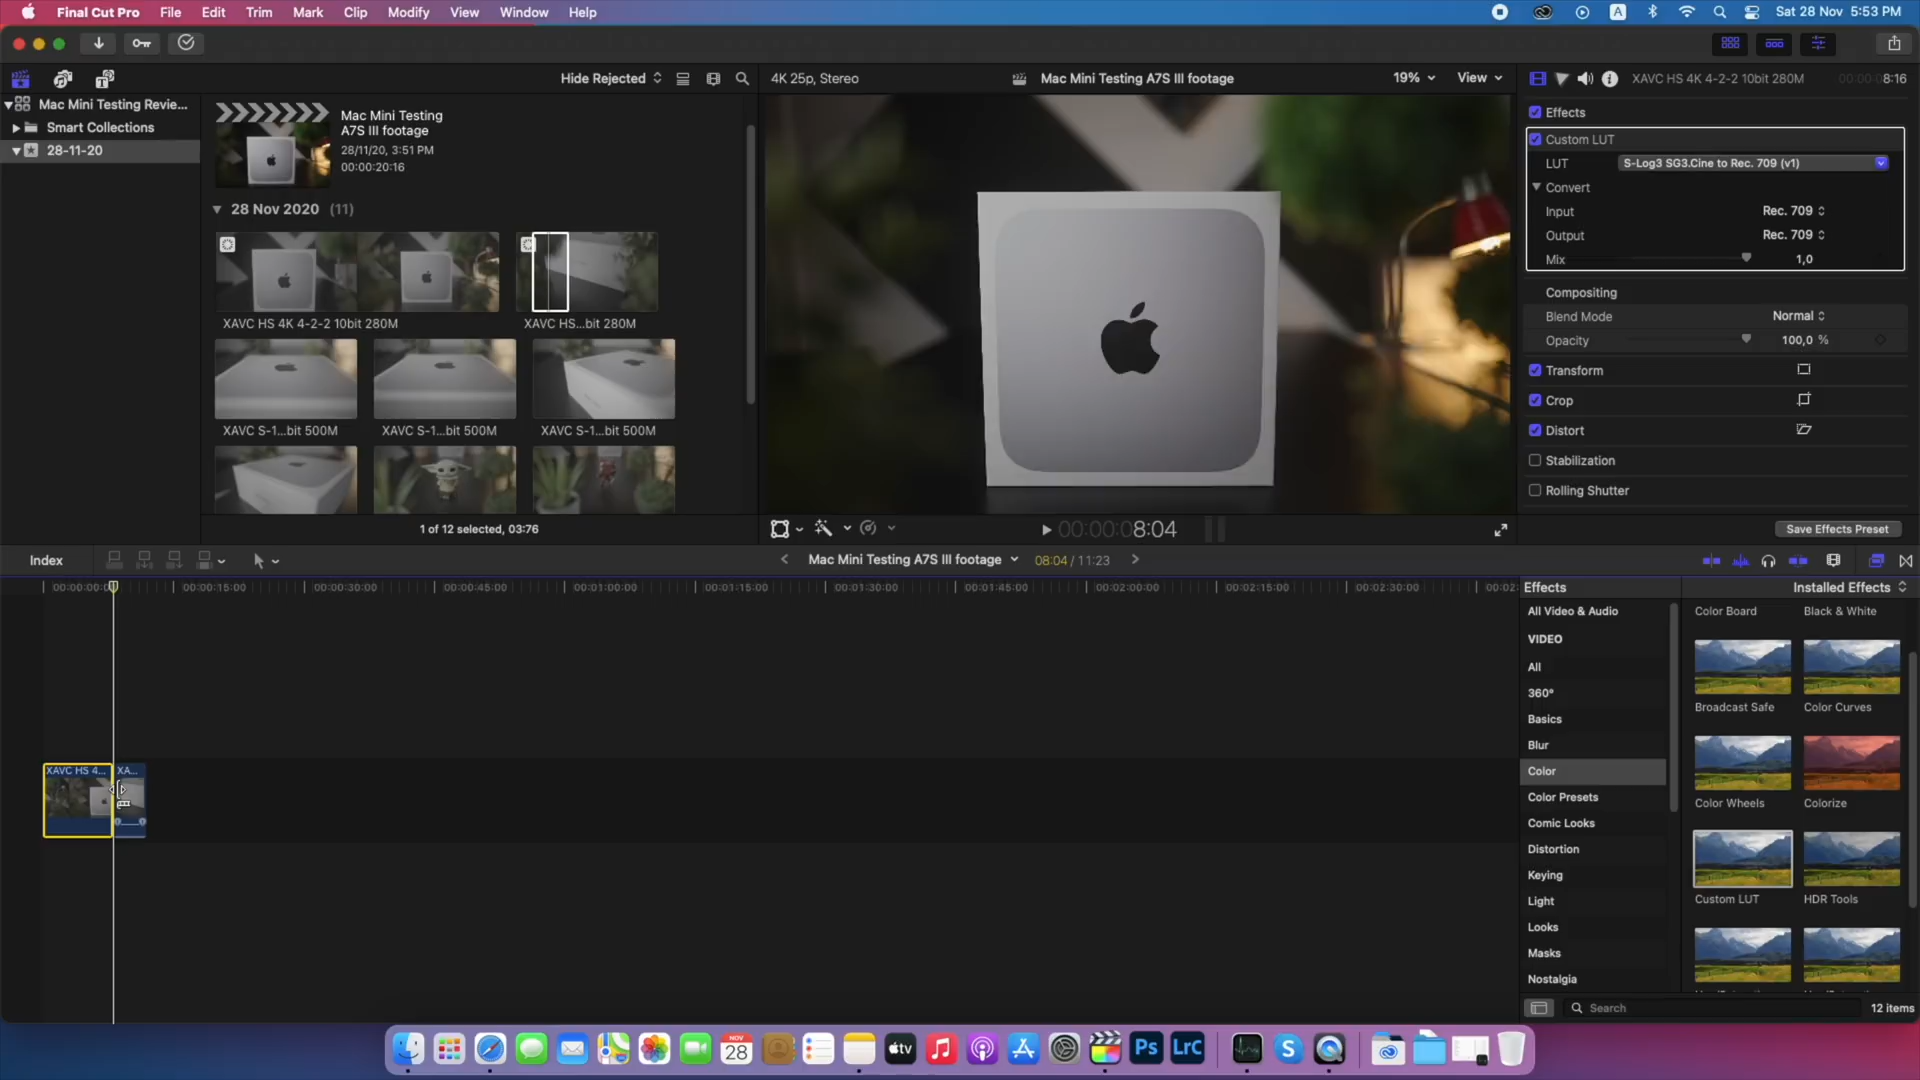 Final Cut Pro File Edit Trim Mark Clip Modify View Window Help
A Sat 28 Nov 5:53 PM
Hide Rejected
4K 25p, Stereo
Mac Mini Testing A7S III footage
19%
View
XAVC HS 4K 4-2-2 10bit 280M
8:16
Mac Mini Testing Revie...
Smart Collections
28-11-20
Mac Mini Testing
A7S III footage
28/11/20, 3:51 PM
00:00:20:16
28 Nov 2020 (11)
XAVC HS 4K 4-2-2 10bit 280M
XAVC HS...bit 280M
XAVC S-1...bit 500M
XAVC S-1...bit 500M
XAVC S-1...bit 500M
1 of 12 selected, 03:76
Effects
Custom LUT
LUT S-Log3 SG3.Cine to Rec. 709 (v1)
Convert
Input Rec. 709
Output Rec. 709
Mix 1,0
Compositing
Blend Mode Normal
Opacity 100,0 %
Transform
Crop
Distort
Stabilization
Rolling Shutter
Save Effects Preset
00:00:08:04
Index
Mac Mini Testing A7S III footage
08:04 / 11:23
00:00:15:00 00:00:30:00 00:00:45:00 00:01:00:00 00:01:15:00 00:01:30:00 00:01:45:00 00:02:00:00 00:02:15:00 00:02:30:00
XAVC HS 4...
XA...
Effects
Installed Effects
All Video & Audio
VIDEO
All
360°
Basics
Blur
Color
Color Presets
Comic Looks
Distortion
Keying
Light
Looks
Masks
Nostalgia
Color Board
Black & White
Broadcast Safe
Color Curves
Color Wheels
Colorize
Custom LUT
HDR Tools
Search
12 items
tv
NOV
28
Ps
LrC
S